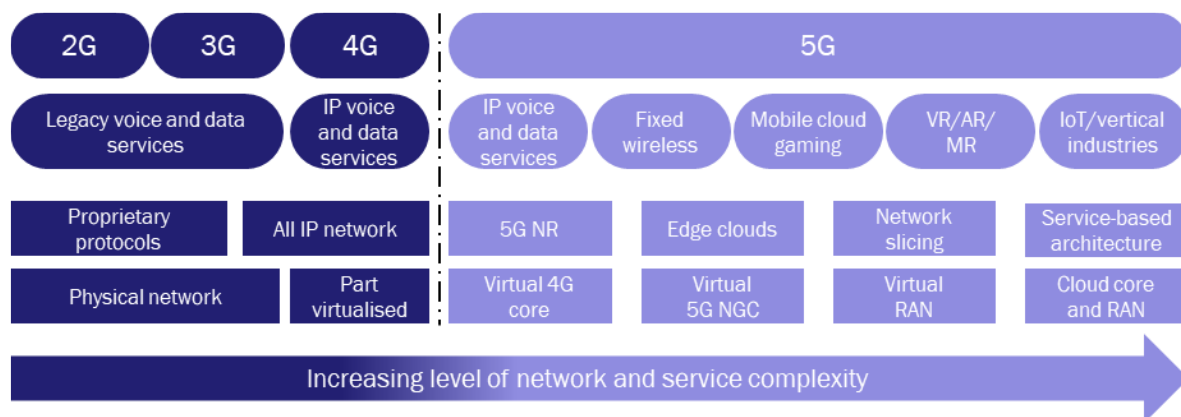 2G
3G
4G
5G
Legacy voice and data
services
IP voice
and data
services
IP voice
and data
services
Fixed
wireless
Mobile cloud
gaming
VR/AR/
MR
IoT/vertical
industries
Proprietary
protocols
All IP network
5G NR
Edge clouds
Network
slicing
Service-based
architecture
Physical network
Part
virtualised
Virtual 4G
core
Virtual
5G NGC
Virtual
RAN
Cloud core
and RAN
Increasing level of network and service complexity